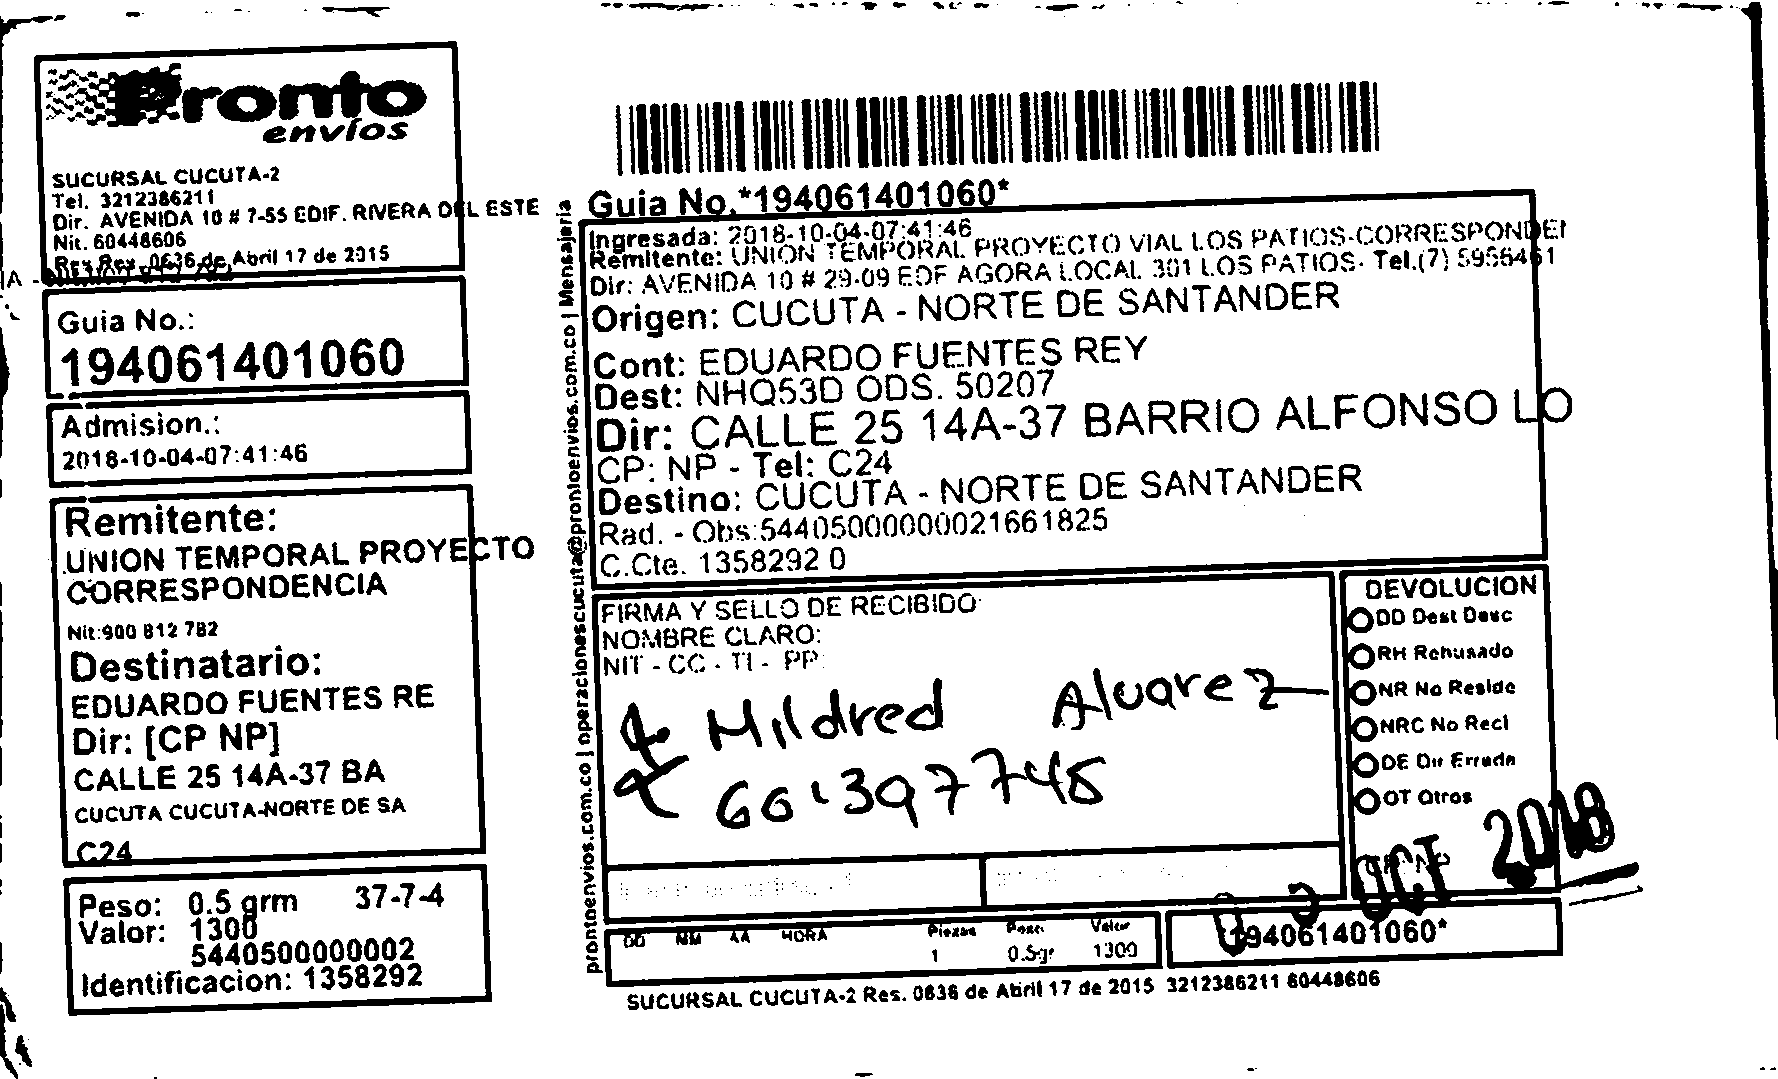 Pronto
envíos
SUCURSAL CUCUTA-2
Tel. 3212386211
Dir. AVENIDA 10 # 7-55 EDIF. RIVERA DEL ESTE
Nit. 60448606
Res Rex. 0636 de Abril 17 de 2015
Guia No.:
194061401060
Admision.:
2018-10-04-07:41:46
Remitente:
UNION TEMPORAL PROYECTO
CORRESPONDENCIA
Nit:900 812 782
Destinatario:
EDUARDO FUENTES RE
Dir: [CP NP]
CALLE 25 14A-37 BA
CUCUTA CUCUTA-NORTE DE SA
C24
Peso: 0.5 grm 37-7-4
Valor: 1300
5440500000002
Identificacion: 1358292
prontoenvios.com.co | operacionescucuta@prontoenvios.com.co | Mensajeria
Guia No.*194061401060*
Ingresada: 2018-10-04-07:41:46
Remitente: UNION TEMPORAL PROYECTO VIAL LOS PATIOS-CORRESPONDEN
Dir: AVENIDA 10 # 29-09 EDF AGORA LOCAL 301 LOS PATIOS- Tel.(7) 5956461
Origen: CUCUTA - NORTE DE SANTANDER
Cont: EDUARDO FUENTES REY
Dest: NHQ53D ODS. 50207
Dir: CALLE 25 14A-37 BARRIO ALFONSO LO
CP: NP - Tel: C24
Destino: CUCUTA - NORTE DE SANTANDER
Rad. - Obs:544050000000021661825
C.Cte. 1358292 0
FIRMA Y SELLO DE RECIBIDO
NOMBRE CLARO:
NIT - CC - TI - PP
Mildred Alvarez
601397745
DEVOLUCION
DD Dest Desc
RH Rehusado
NR No Reside
NRC No Recl
DE Dir Errada
OT Otros
OCT 2018
DD MM AA HORA Piezas Peso Valor
1 0.5gr 1300
194061401060*
SUCURSAL CUCUTA-2 Res. 0636 de Abril 17 de 2015 3212386211 60448606